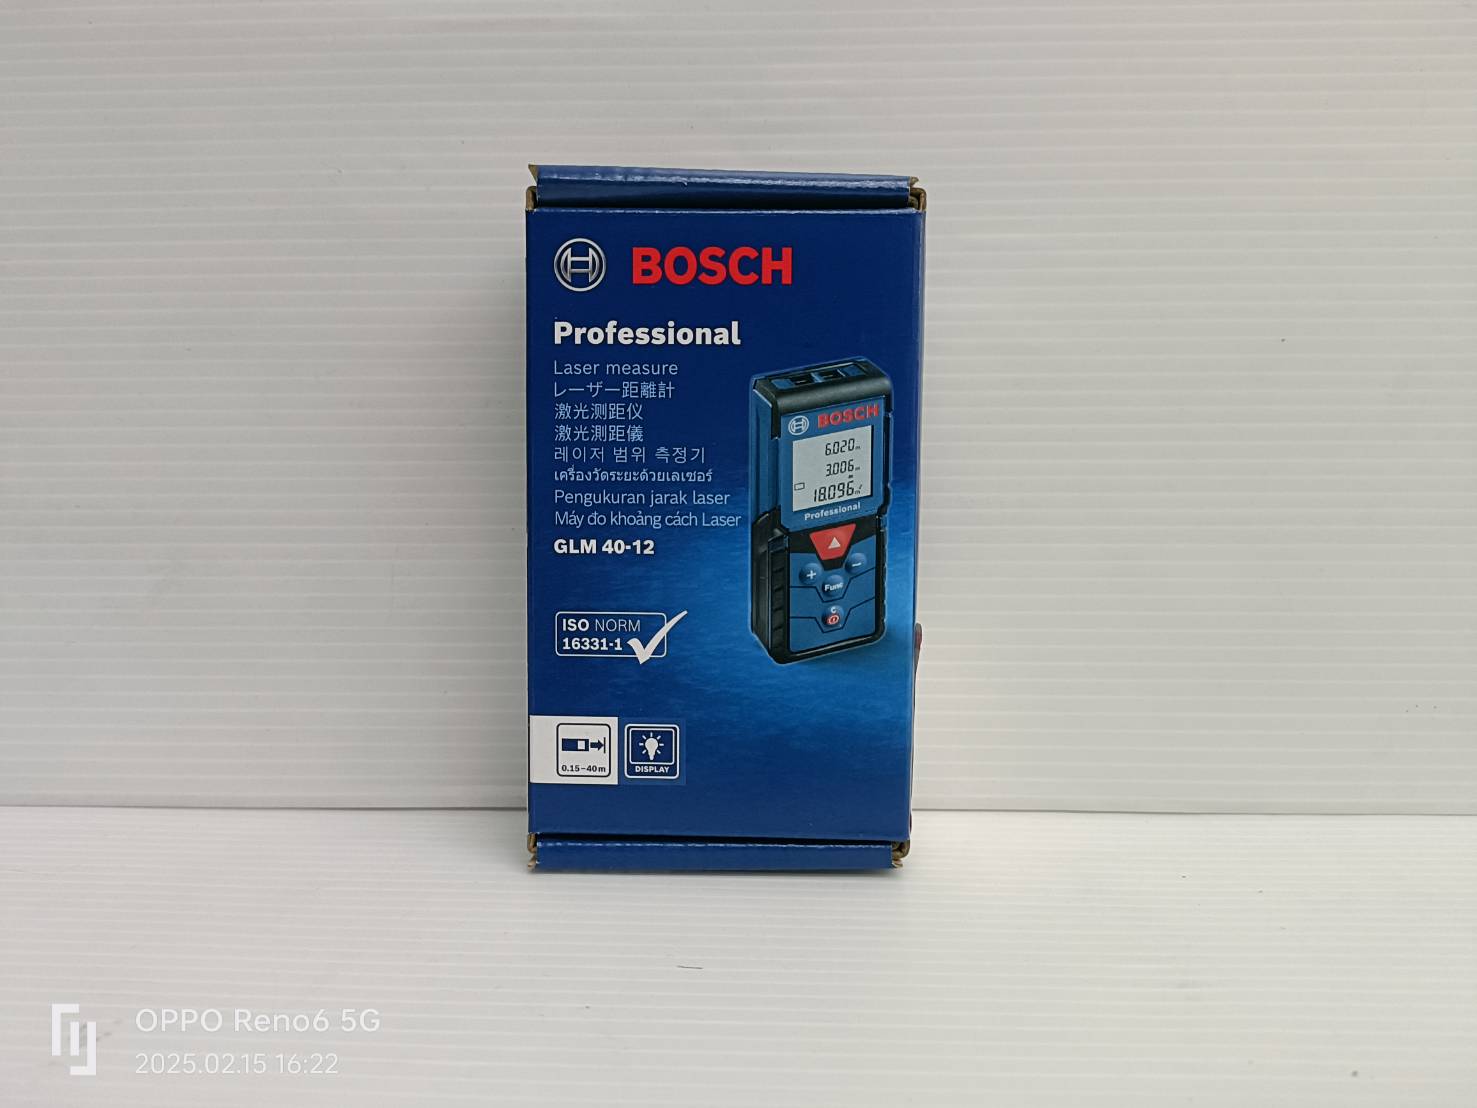 BOSCH
Professional
Laser measure
レーザー距離計
激光测距仪
激光測距儀
레이저 범위 측정기
เครื่องวัดระยะด้วยเลเซอร์
Pengukuran jarak laser
Máy đo khoảng cách Laser
GLM 40-12
ISO NORM
16331-1
0.15-40m
DISPLAY
BOSCH
6.020m
3.006m
18.096m²
Professional
+
−
Func
C
OPPO Reno6 5G
2025.02.15 16:22